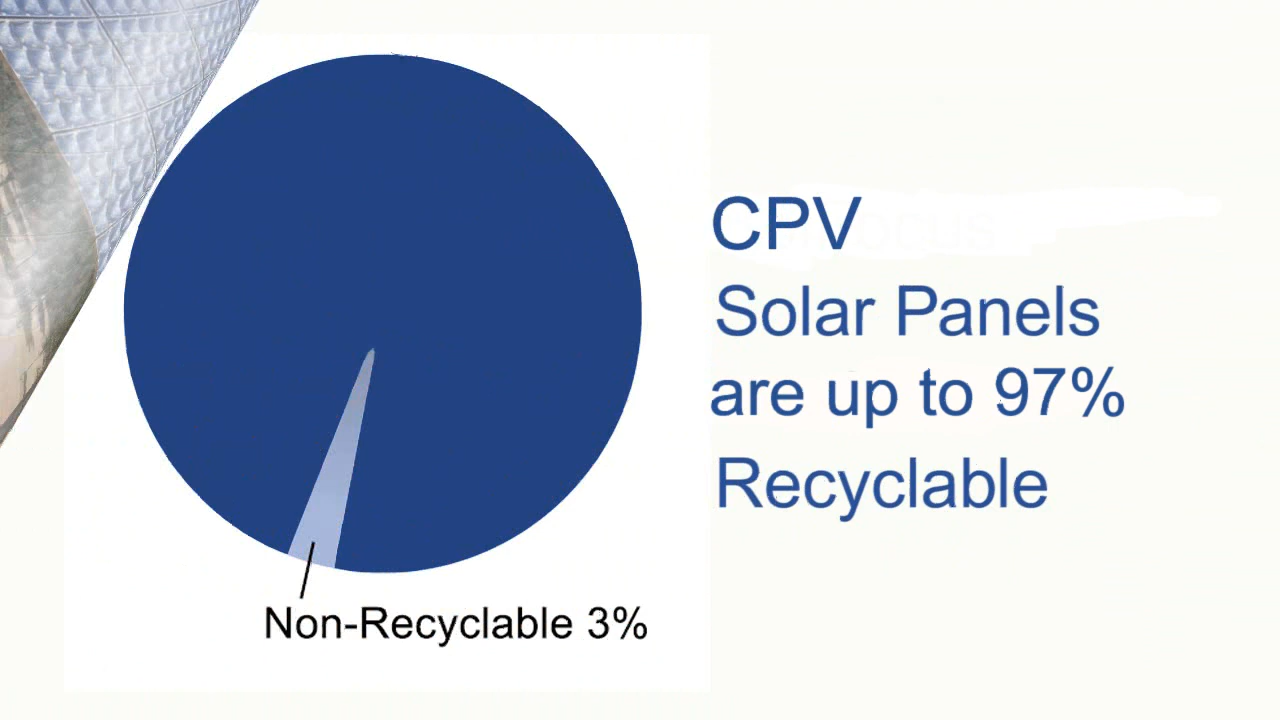 CPV
Solar Panels
are up to 97%
Recyclable
Non-Recyclable 3%